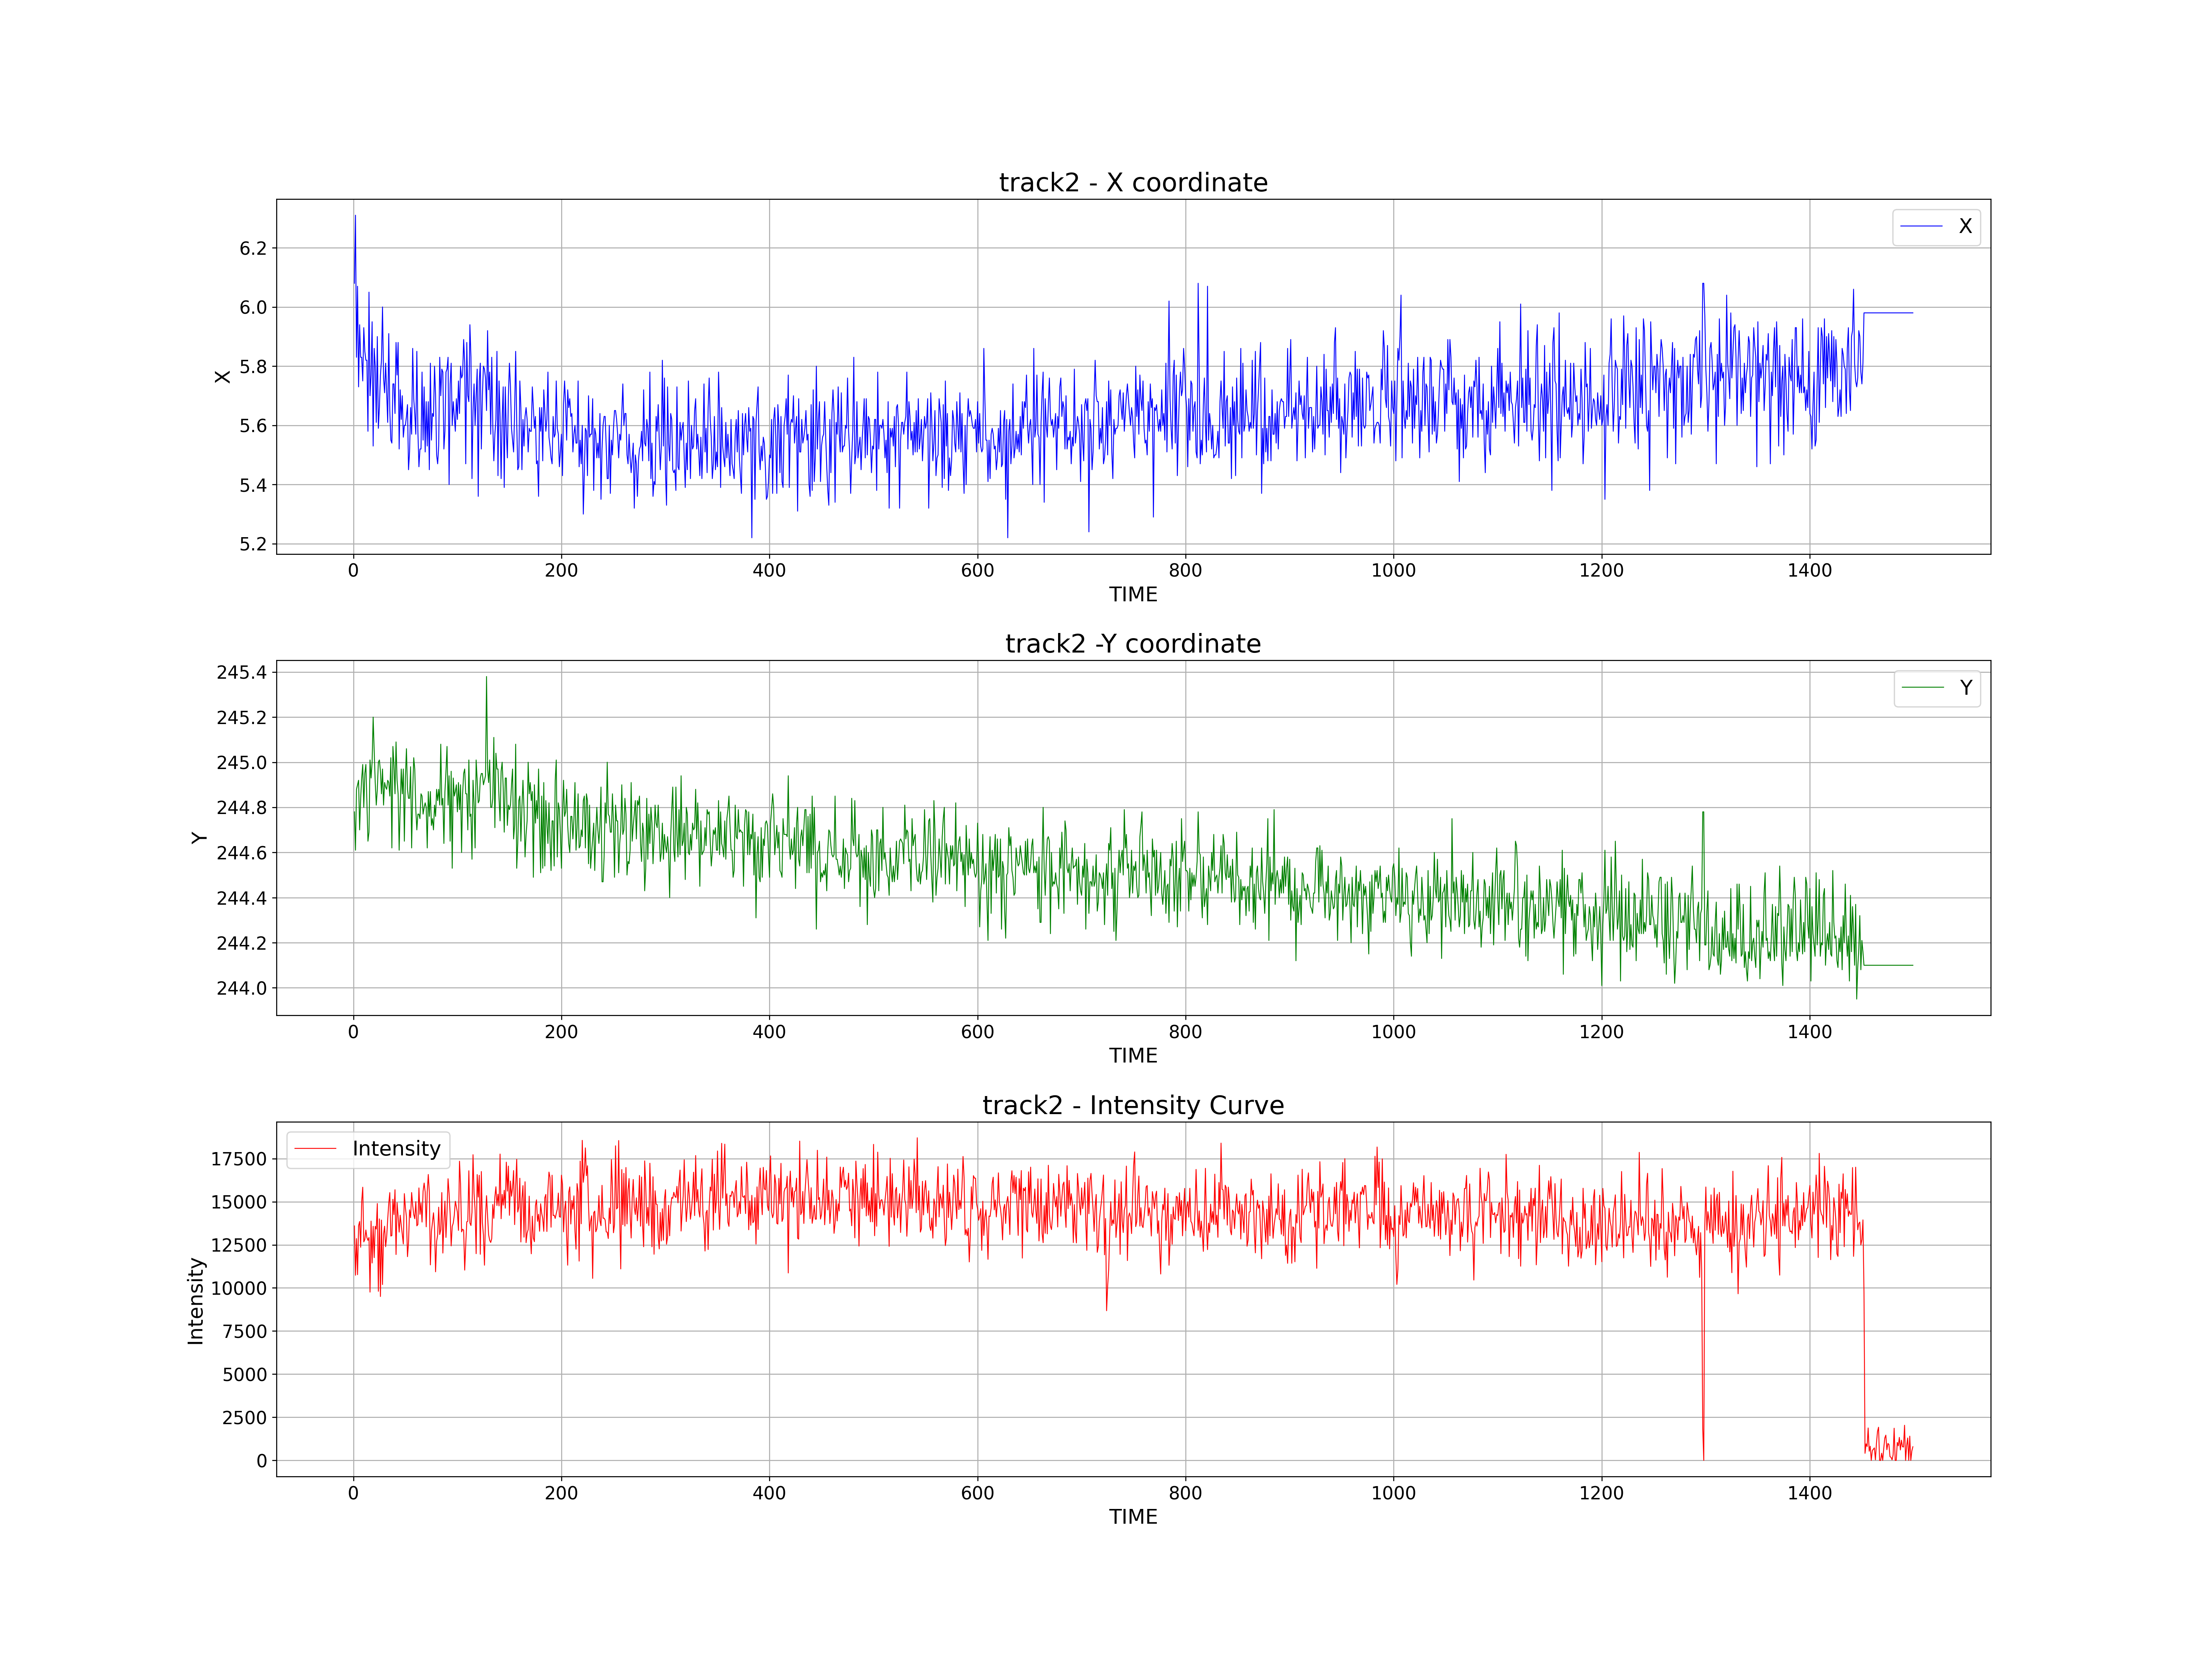 track2 - X coordinate
X
6.2
6.0
5.8
5.6
5.4
5.2
X
0 200 400 600 800 1000 1200 1400
TIME
track2 -Y coordinate
Y
245.4
245.2
245.0
244.8
244.6
244.4
244.2
244.0
Y
0 200 400 600 800 1000 1200 1400
TIME
track2 - Intensity Curve
Intensity
17500
15000
12500
10000
7500
5000
2500
0
Intensity
0 200 400 600 800 1000 1200 1400
TIME